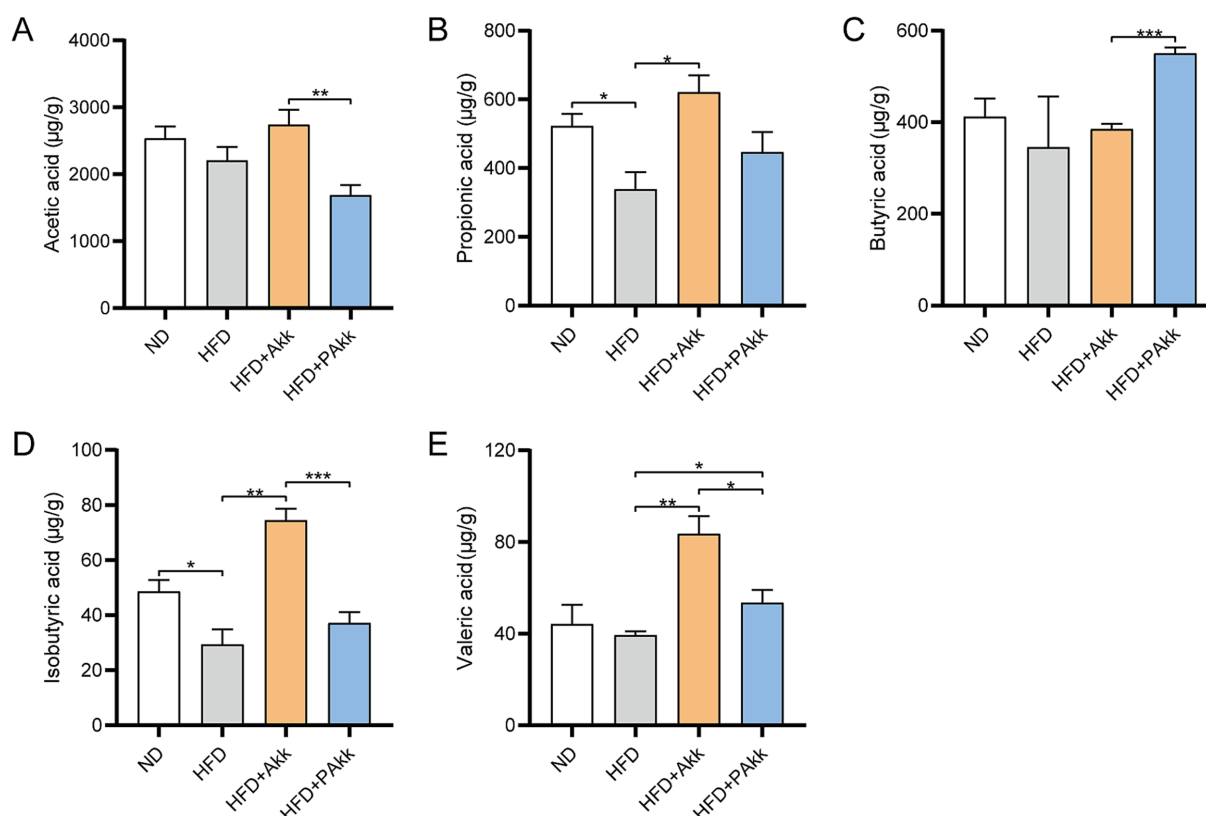 A
Acetic acid (µg/g)
4000
3000
2000
1000
0
**
ND
HFD
HFD+Akk
HFD+PAkk
B
Propionic acid (µg/g)
800
600
400
200
0
*
*
ND
HFD
HFD+Akk
HFD+PAkk
C
Butyric acid (µg/g)
600
400
200
0
***
ND
HFD
HFD+Akk
HFD+PAkk
D
Isobutyric acid (µg/g)
100
80
60
40
20
0
*
**
***
ND
HFD
HFD+Akk
HFD+PAkk
E
Valeric acid (µg/g)
120
80
40
0
*
**
*
ND
HFD
HFD+Akk
HFD+PAkk